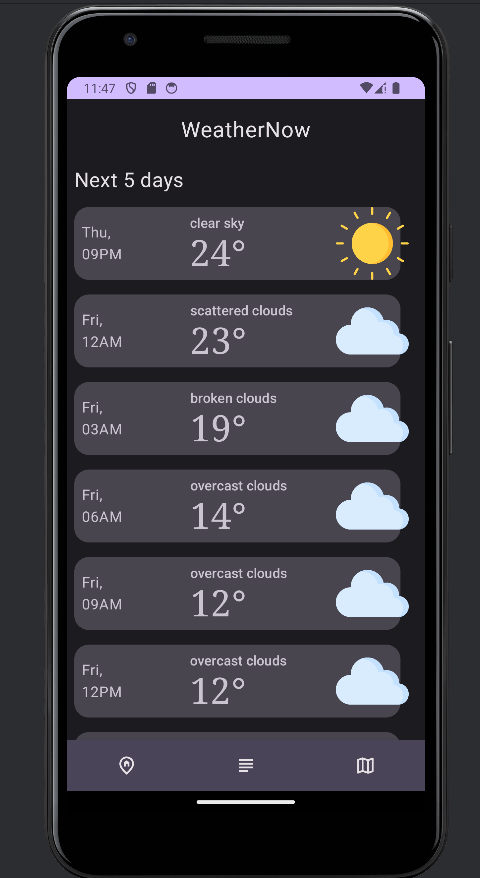 11:47
WeatherNow
Next 5 days
Thu,
09PM
clear sky
24°
Fri,
12AM
scattered clouds
23°
Fri,
03AM
broken clouds
19°
Fri,
06AM
overcast clouds
14°
Fri,
09AM
overcast clouds
12°
Fri,
12PM
overcast clouds
12°